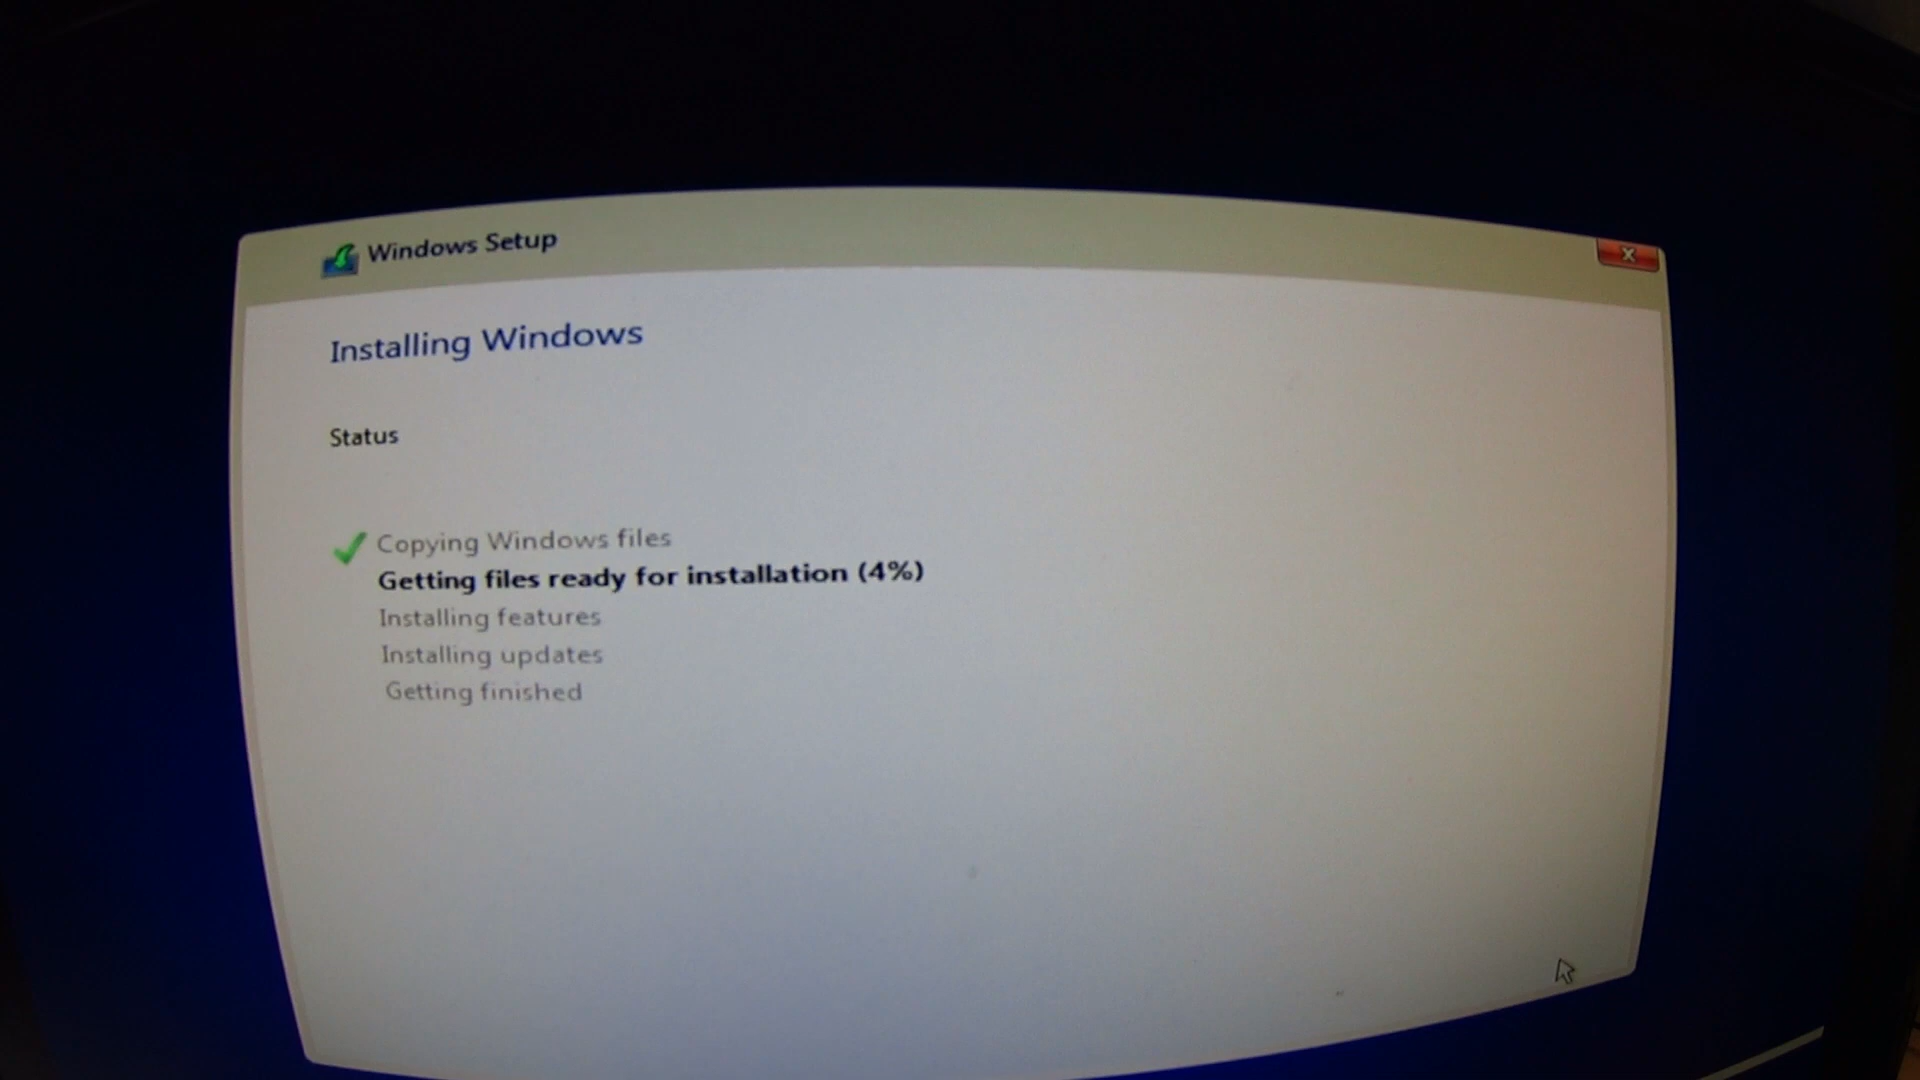 Windows Setup
Installing Windows
Status
Copying Windows files
Getting files ready for installation (4%)
Installing features
Installing updates
Getting finished